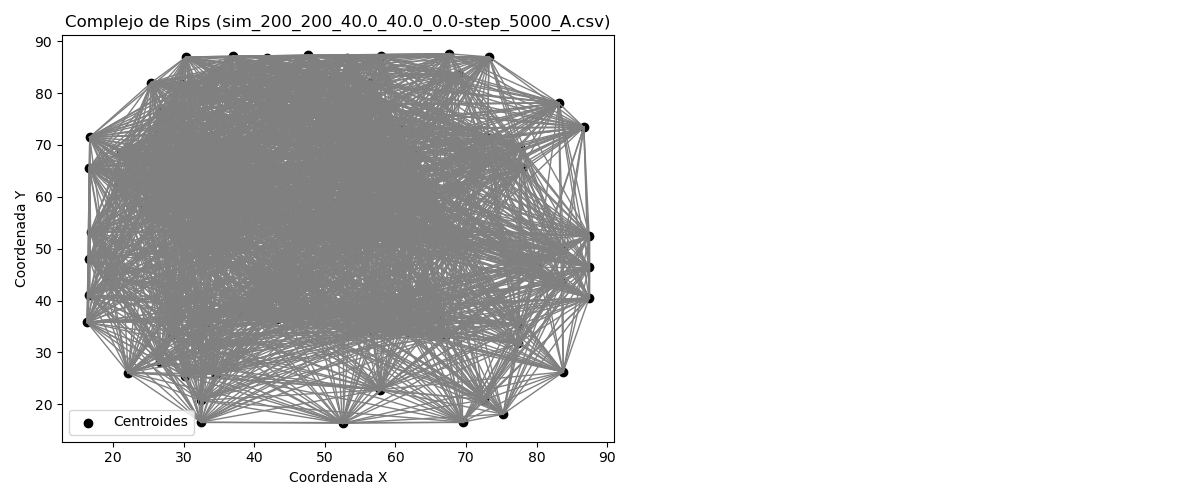 Complejo de Rips (sim_200_200_40.0_40.0_0.0-step_5000_A.csv)
90
80
70
60
50
40
30
20
Coordenada Y
Centroides
20 30 40 50 60 70 80 90
Coordenada X